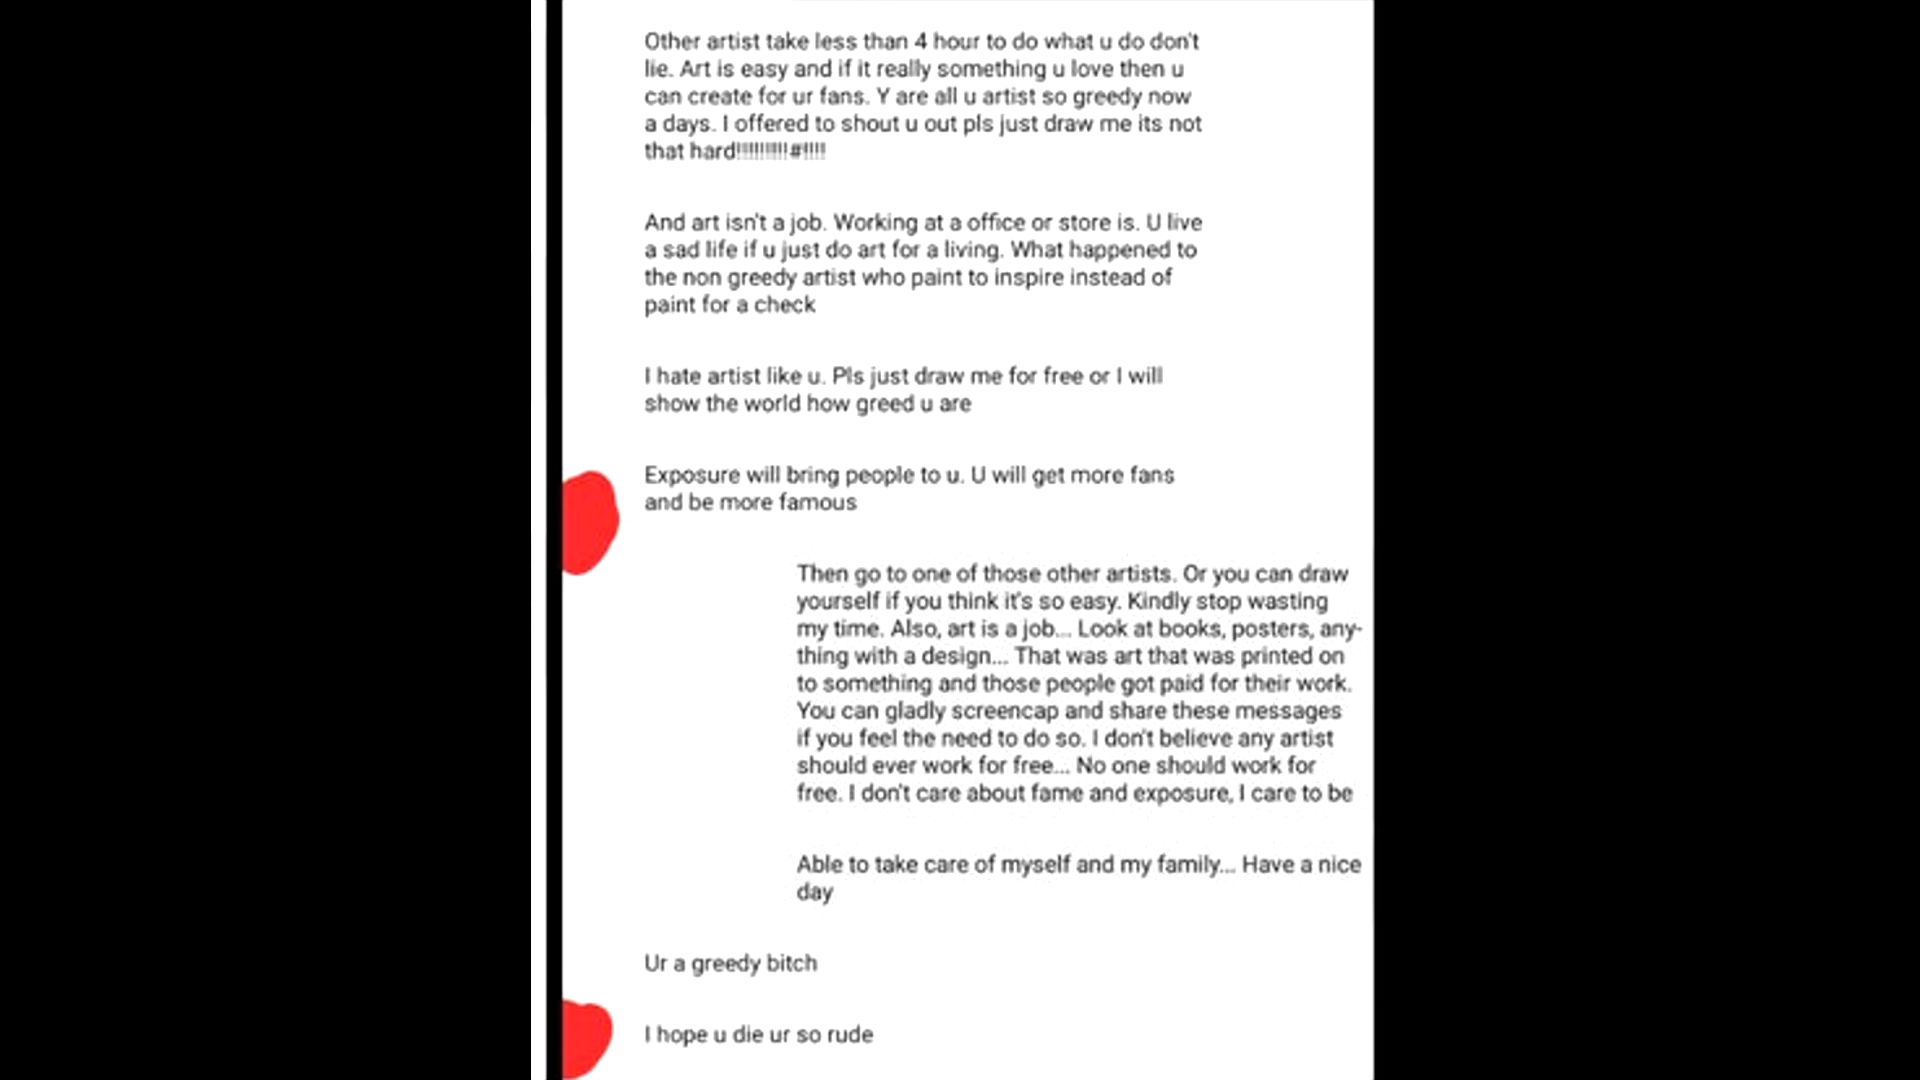 Other artist take less than 4 hour to do what u do don't
lie. Art is easy and if it really something u love then u
can create for ur fans. Y are all u artist so greedy now
a days. I offered to shout u out pls just draw me its not
that hard!!!!!!!!!!#!!!!
And art isn't a job. Working at a office or store is. U live
a sad life if u just do art for a living. What happened to
the non greedy artist who paint to inspire instead of
paint for a check
I hate artist like u. Pls just draw me for free or I will
show the world how greed u are
Exposure will bring people to u. U will get more fans
and be more famous
Then go to one of those other artists. Or you can draw
yourself if you think it's so easy. Kindly stop wasting
my time. Also, art is a job... Look at books, posters, any-
thing with a design... That was art that was printed on
to something and those people got paid for their work.
You can gladly screencap and share these messages
if you feel the need to do so. I don't believe any artist
should ever work for free... No one should work for
free. I don't care about fame and exposure, I care to be
Able to take care of myself and my family... Have a nice
day
Ur a greedy bitch
I hope u die ur so rude